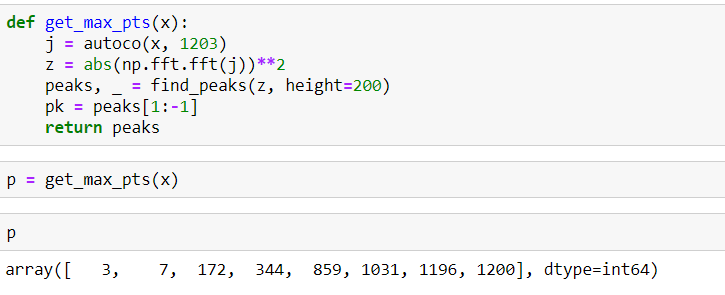 def get_max_pts(x):
    j = autoco(x, 1203)
    z = abs(np.fft.fft(j))**2
    peaks, _ = find_peaks(z, height=200)
    pk = peaks[1:-1]
    return peaks
p = get_max_pts(x)
p
array([   3,    7,  172,  344,  859, 1031, 1196, 1200], dtype=int64)